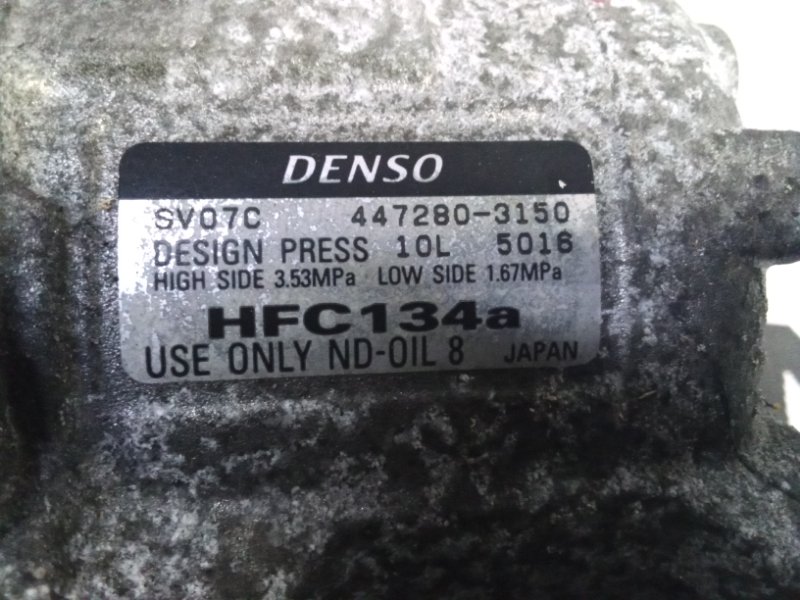 DENSO
SV07C 447280-3150
DESIGN PRESS 10L 5016
HIGH SIDE 3.53MPa LOW SIDE 1.67MPa
HFC134a
USE ONLY ND-OIL 8 JAPAN